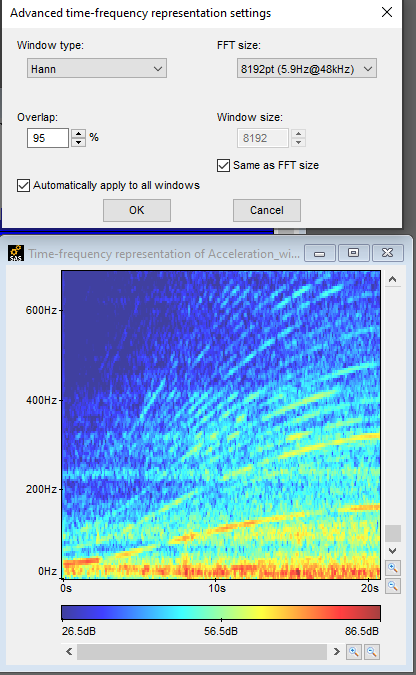 Advanced time-frequency representation settings
Window type: FFT size:
Hann 8192pt (5.9Hz@48kHz)
Overlap: Window size:
95 % 8192
Same as FFT size
Automatically apply to all windows
OK Cancel
SAS Time-frequency representation of Acceleration_wi...
600Hz
400Hz
200Hz
0Hz
0s 10s 20s
26.5dB 56.5dB 86.5dB